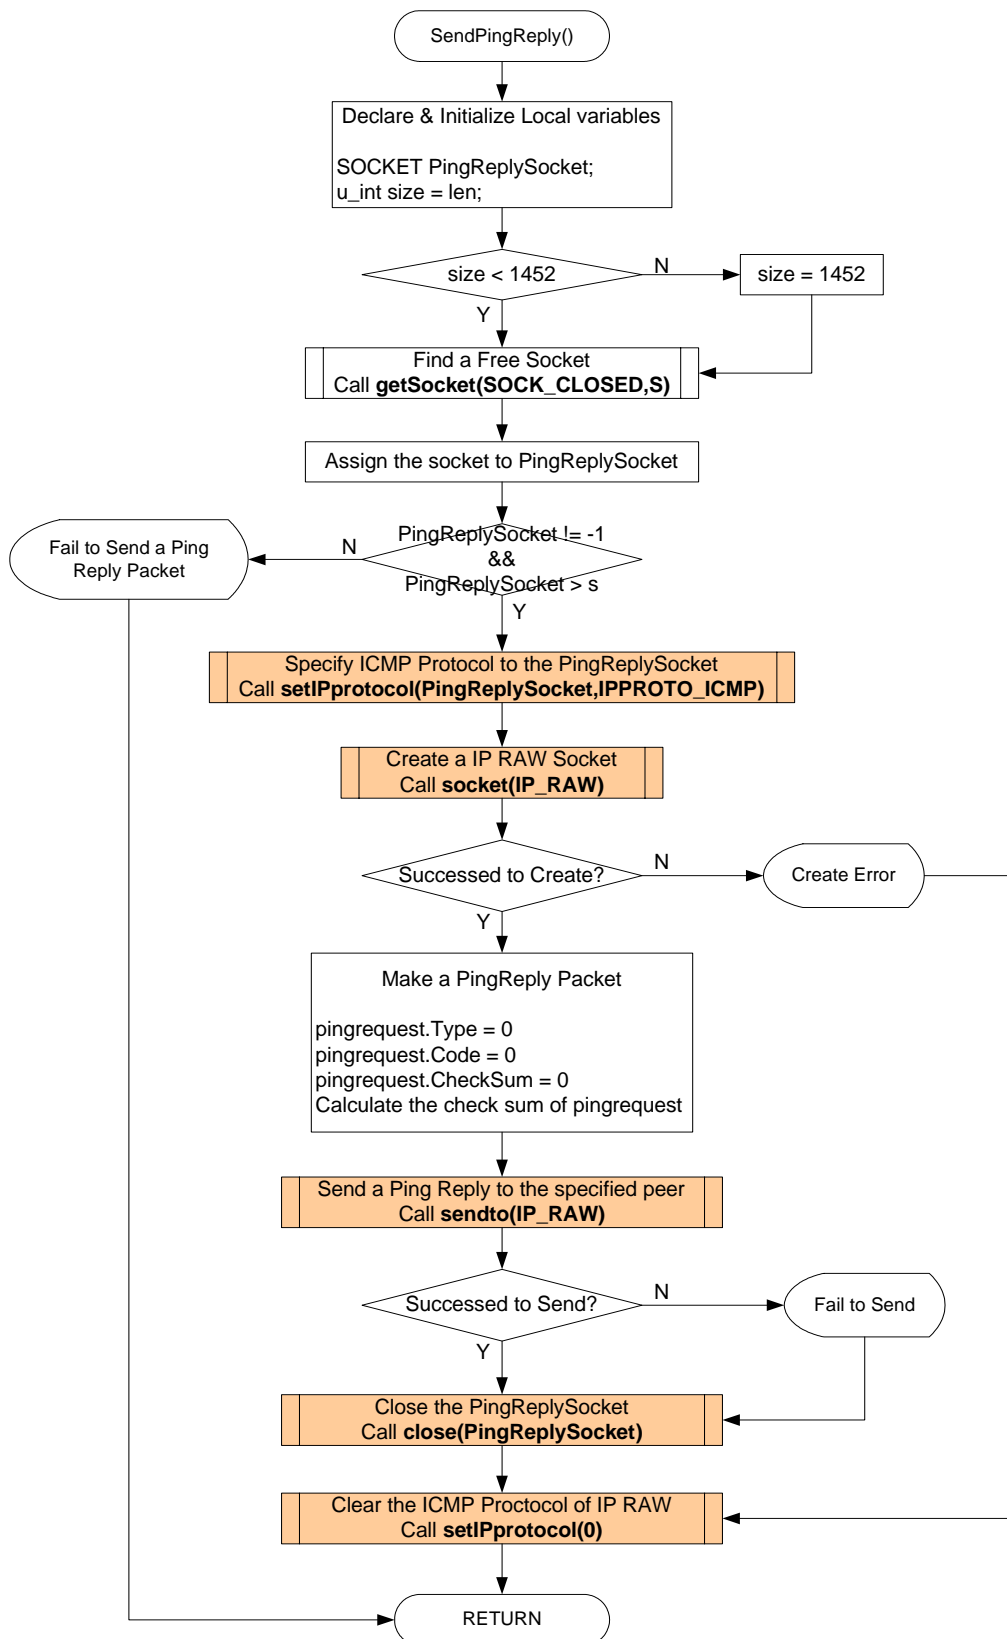 SendPingReply()
Declare & Initialize Local variables
SOCKET PingReplySocket;
u_int size = len;
size < 1452
N
size = 1452
Y
Find a Free Socket
Call getSocket(SOCK_CLOSED,S)
Assign the socket to PingReplySocket
PingReplySocket != -1
&&
PingReplySocket > s
N
Fail to Send a Ping
Reply Packet
Y
Specify ICMP Protocol to the PingReplySocket
Call setIPprotocol(PingReplySocket,IPPROTO_ICMP)
Create a IP RAW Socket
Call socket(IP_RAW)
Successed to Create?
N
Create Error
Y
Make a PingReply Packet
pingrequest.Type = 0
pingrequest.Code = 0
pingrequest.CheckSum = 0
Calculate the check sum of pingrequest
Send a Ping Reply to the specified peer
Call sendto(IP_RAW)
Successed to Send?
N
Fail to Send
Y
Close the PingReplySocket
Call close(PingReplySocket)
Clear the ICMP Proctocol of IP RAW
Call setIPprotocol(0)
RETURN